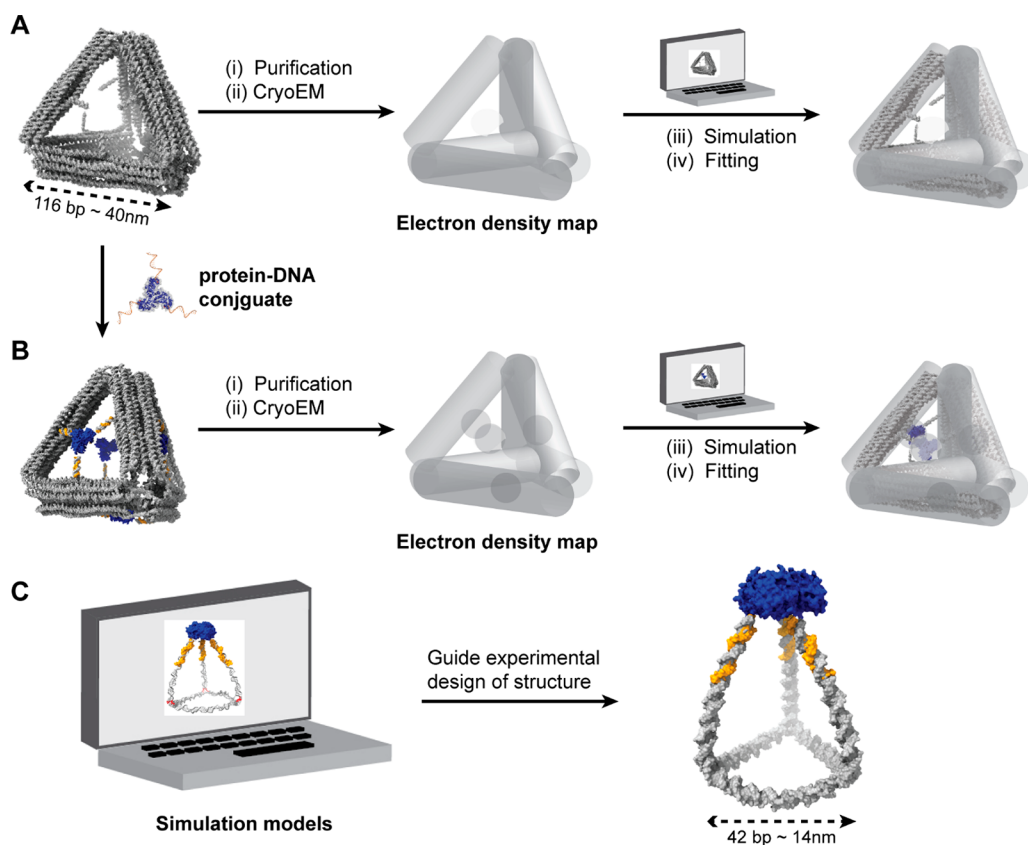 A
(i) Purification
(ii) CryoEM
(iii) Simulation
(iv) Fitting
116 bp ~ 40nm
Electron density map
protein-DNA
conjguate
B
(i) Purification
(ii) CryoEM
(iii) Simulation
(iv) Fitting
Electron density map
C
Guide experimental
design of structure
Simulation models
42 bp ~ 14nm